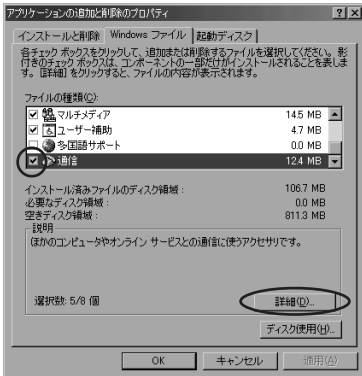 アプリケーションの追加と削除のプロパティ
インストールと削除 Windows ファイル 起動ディスク
各チェック ボックスをクリックして、追加または削除するファイルを選択してください。影
付きのチェック ボックスは、コンポーネントの一部だけがインストールされることを表しま
す。[詳細] をクリックすると、ファイルの内容が表示されます。
ファイルの種類(C):
マルチメディア 14.5 MB
ユーザー補助 4.7 MB
多国語サポート 0.0 MB
通信 12.4 MB
インストール済みファイルのディスク領域: 106.7 MB
必要なディスク領域: 0.0 MB
空きディスク領域: 811.3 MB
説明
ほかのコンピュータやオンライン サービスとの通信に使うアクセサリです。
選択数: 5/8 個
詳細(D)...
ディスク使用(H)...
OK キャンセル 適用(A)